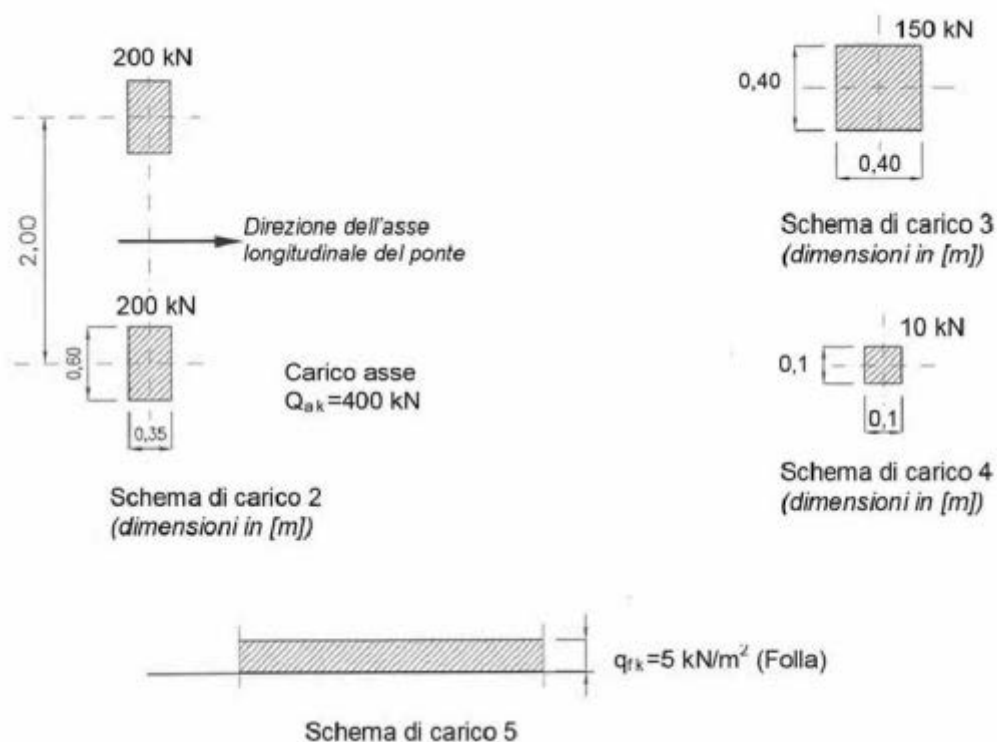 200 kN
2,00
Direzione dell'asse
longitudinale del ponte
200 kN
0,60
0,35
Carico asse
Qak=400 kN
Schema di carico 2
(dimensioni in [m])
150 kN
0,40
0,40
Schema di carico 3
(dimensioni in [m])
10 kN
0,1
0,1
Schema di carico 4
(dimensioni in [m])
qfk=5 kN/m² (Folla)
Schema di carico 5